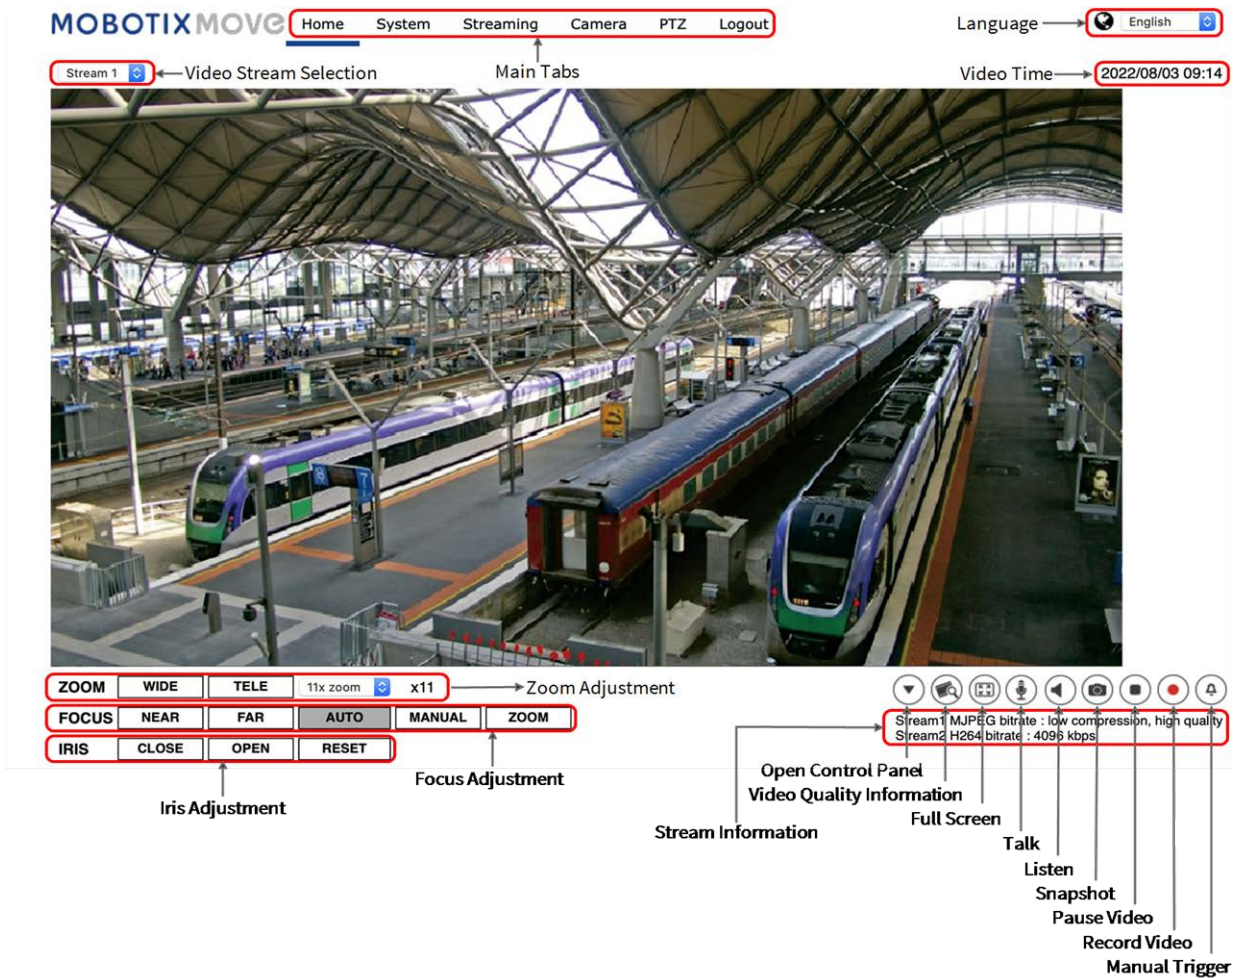 MOBOTIX MOVE
Home System Streaming Camera PTZ Logout
Language
English
Stream 1
Video Stream Selection
Main Tabs
Video Time
2022/08/03 09:14
ZOOM WIDE TELE 11x zoom x11
Zoom Adjustment
FOCUS NEAR FAR AUTO MANUAL ZOOM
IRIS CLOSE OPEN RESET
Stream1 MJPEG bitrate : low compression, high quality
Stream2 H264 bitrate : 4096 kbps
Focus Adjustment
Iris Adjustment
Open Control Panel
Video Quality Information
Full Screen
Stream Information
Talk
Listen
Snapshot
Pause Video
Record Video
Manual Trigger